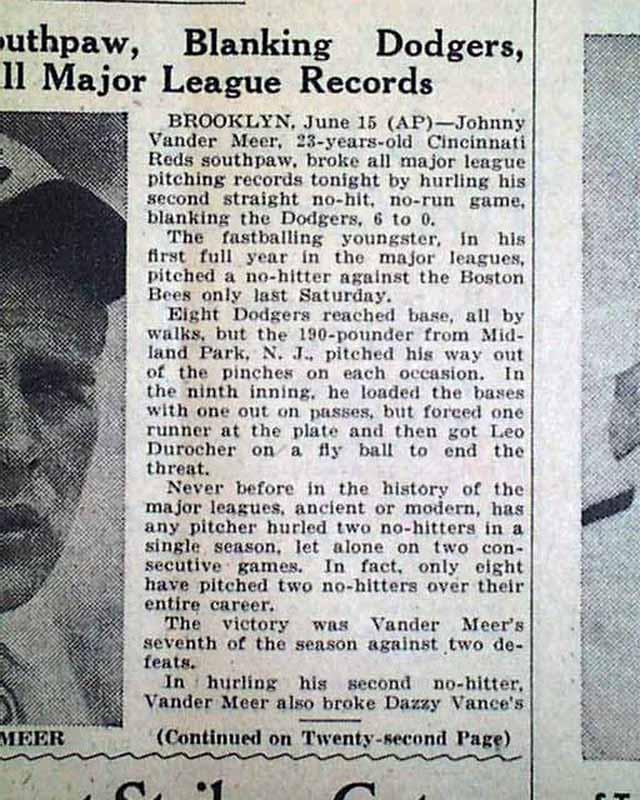 outhpaw, Blanking Dodgers,
ll Major League Records
BROOKLYN, June 15 (AP)—Johnny
Vander Meer, 23-years-old Cincinnati
Reds southpaw, broke all major league
pitching records tonight by hurling his
second straight no-hit, no-run game,
blanking the Dodgers, 6 to 0.
The fastballing youngster, in his
first full year in the major leagues,
pitched a no-hitter against the Boston
Bees only last Saturday.
Eight Dodgers reached base, all by
walks, but the 190-pounder from Mid-
land Park, N. J., pitched his way out
of the pinches on each occasion. In
the ninth inning, he loaded the bases
with one out on passes, but forced one
runner at the plate and then got Leo
Durocher on a fly ball to end the
threat.
Never before in the history of the
major leagues, ancient or modern, has
any pitcher hurled two no-hitters in a
single season, let alone on two con-
secutive games. In fact, only eight
have pitched two no-hitters over their
entire career.
The victory was Vander Meer's
seventh of the season against two de-
feats.
In hurling his second no-hitter,
Vander Meer also broke Dazzy Vance's
(Continued on Twenty-second Page)
MEER